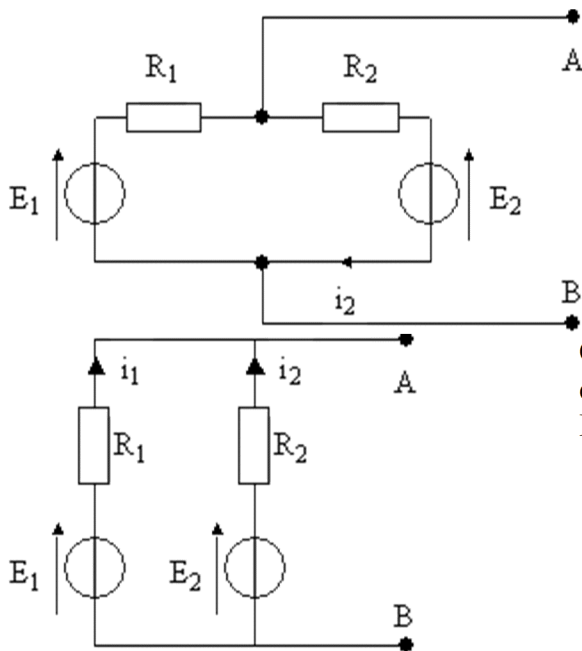 R₁ R₂ A
E₁ E₂
i₂ B
i₁ i₂ A
R₁ R₂
E₁ E₂ B